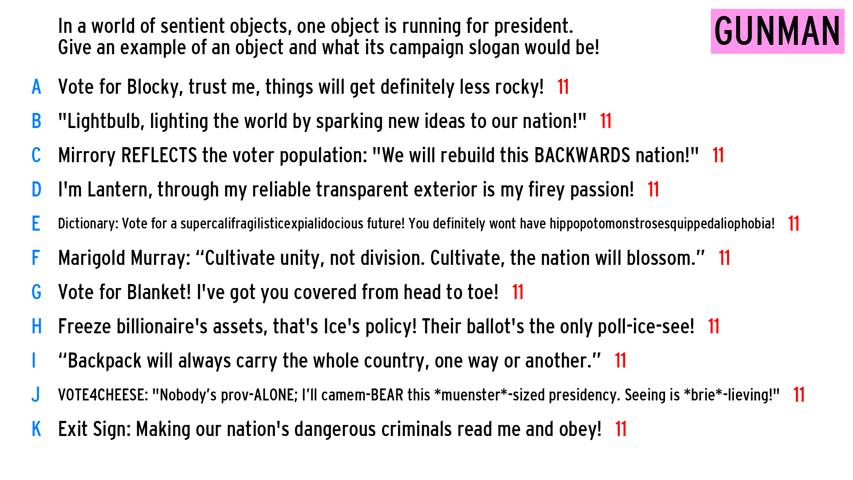 In a world of sentient objects, one object is running for president.
Give an example of an object and what its campaign slogan would be!
GUNMAN
A Vote for Blocky, trust me, things will get definitely less rocky! 11
B "Lightbulb, lighting the world by sparking new ideas to our nation!" 11
C Mirrory REFLECTS the voter population: "We will rebuild this BACKWARDS nation!" 11
D I'm Lantern, through my reliable transparent exterior is my firey passion! 11
E Dictionary: Vote for a supercalifragilisticexpialidocious future! You definitely wont have hippopotomonstrosesquippedaliophobia! 11
F Marigold Murray: “Cultivate unity, not division. Cultivate, the nation will blossom.” 11
G Vote for Blanket! I've got you covered from head to toe! 11
H Freeze billionaire's assets, that's Ice's policy! Their ballot's the only poll-ice-see! 11
I “Backpack will always carry the whole country, one way or another.” 11
J VOTE4CHEESE: "Nobody’s prov-ALONE; I’ll camem-BEAR this *muenster*-sized presidency. Seeing is *brie*-lieving!" 11
K Exit Sign: Making our nation's dangerous criminals read me and obey! 11